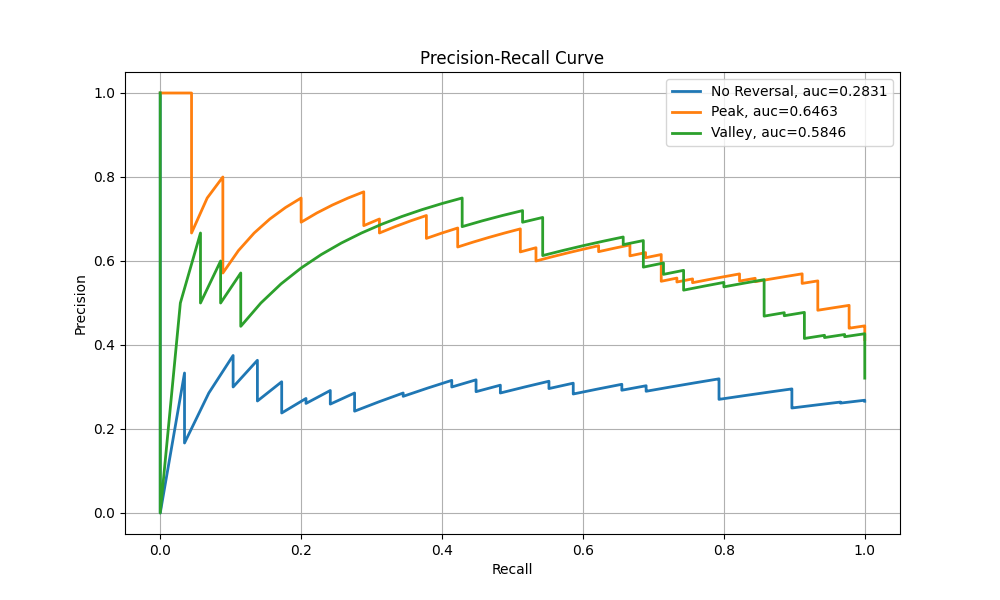 Precision-Recall Curve
No Reversal, auc=0.2831
Peak, auc=0.6463
Valley, auc=0.5846
Precision
1.0
0.8
0.6
0.4
0.2
0.0
0.0 0.2 0.4 0.6 0.8 1.0
Recall